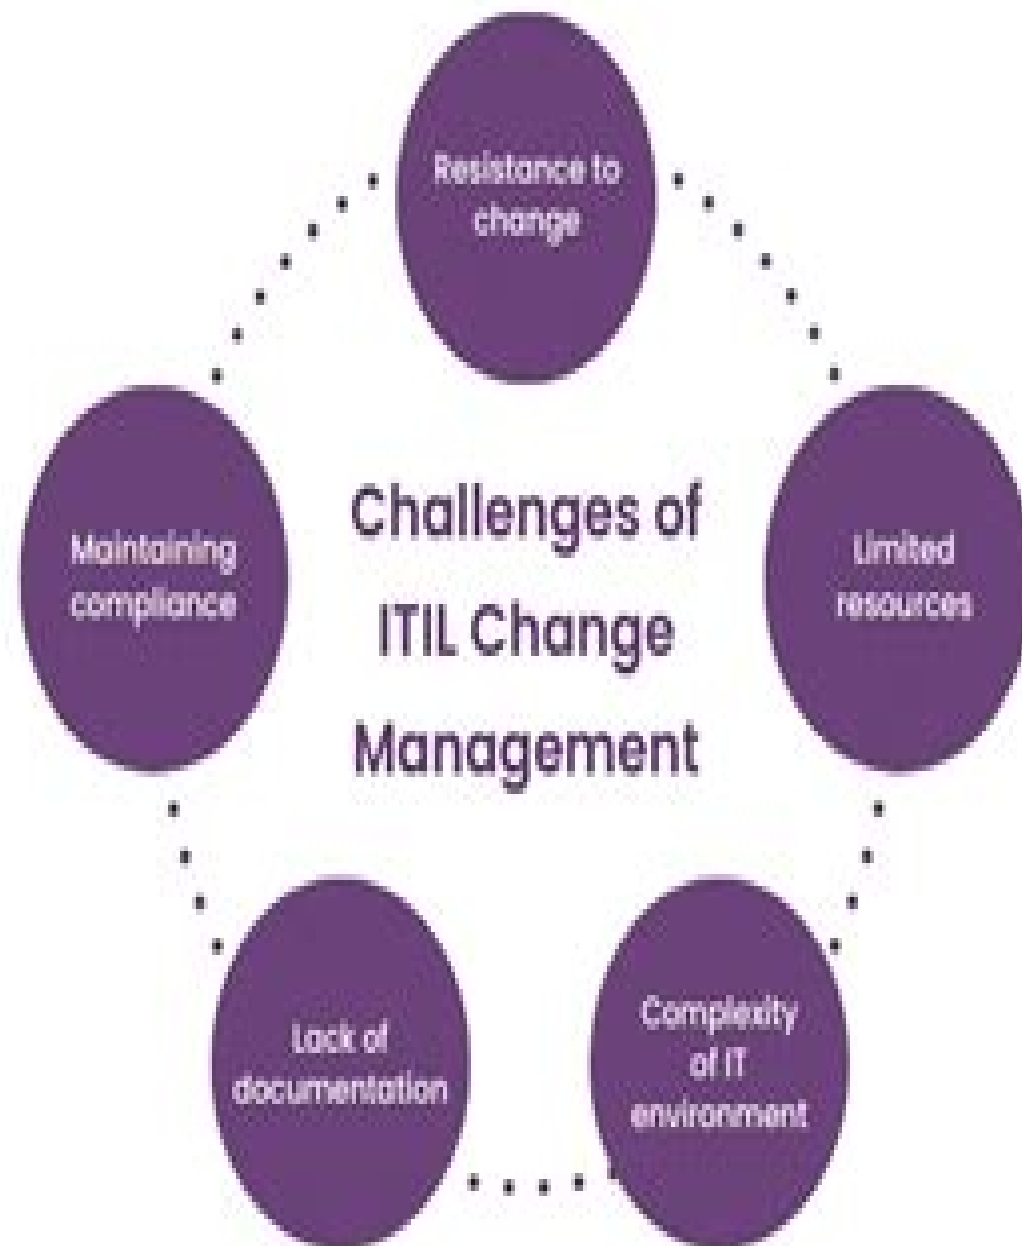 Resistance to
change
Maintaining
compliance
Challenges of
ITIL Change
Management
Limited
resources
Lack of
documentation
Complexity
of IT
environment